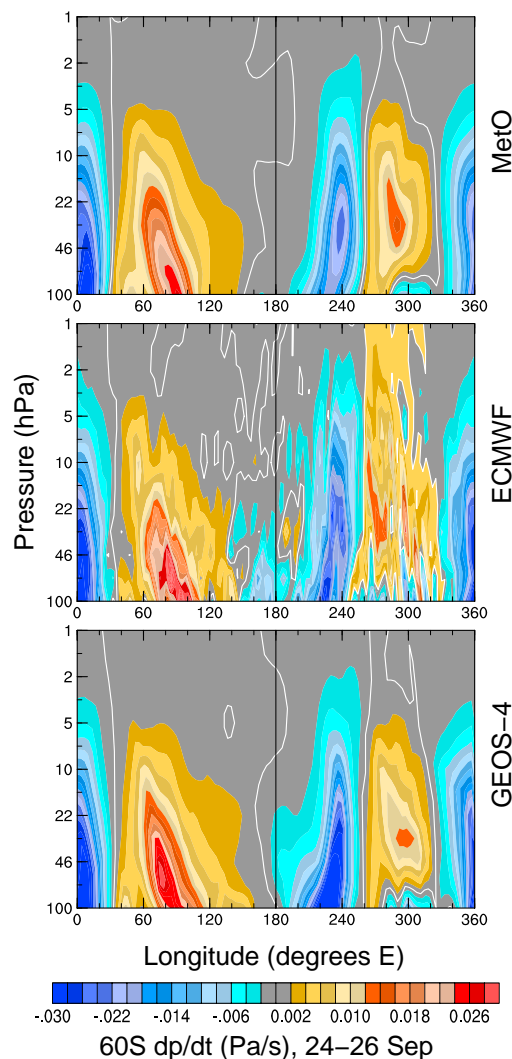 1
2
5
10
22
46
100
0 60 120 180 240 300 360
MetO
1
2
5
10
22
46
100
0 60 120 180 240 300 360
ECMWF
Pressure (hPa)
1
2
5
10
22
46
100
0 60 120 180 240 300 360
GEOS−4
Longitude (degrees E)
-.030 -.022 -.014 -.006 0.002 0.010 0.018 0.026
60S dp/dt (Pa/s), 24−26 Sep